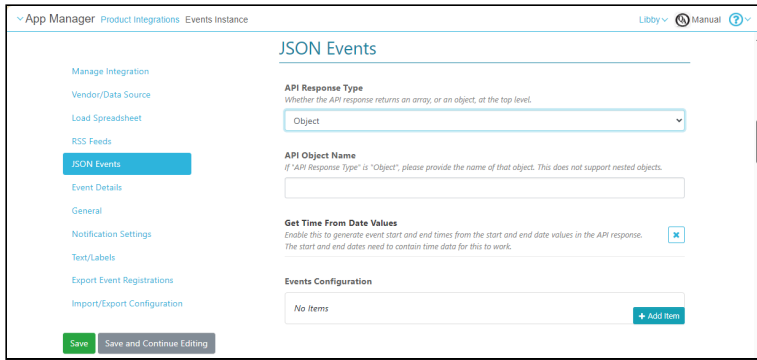 App Manager Product Integrations Events Instance
Libby Manual ?
JSON Events
Manage Integration
Vendor/Data Source
Load Spreadsheet
RSS Feeds
JSON Events
Event Details
General
Notification Settings
Text/Labels
Export Event Registrations
Import/Export Configuration
Save Save and Continue Editing
API Response Type
Whether the API response returns an array, or an object, at the top level.
Object
API Object Name
If "API Response Type" is "Object", please provide the name of that object. This does not support nested objects.
Get Time From Date Values
Enable this to generate event start and end times from the start and end date values in the API response.
The start and end dates need to contain time data for this to work.
Events Configuration
No Items
+ Add Item